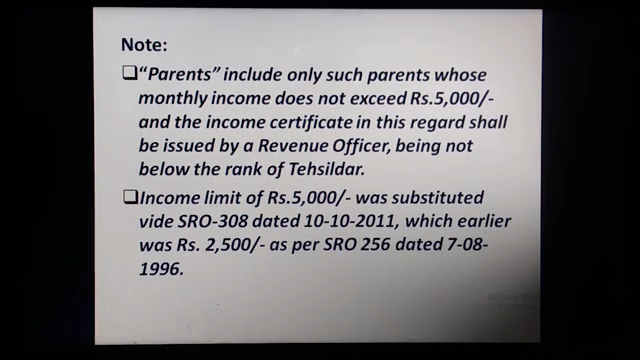 Note:
❑“Parents” include only such parents whose
monthly income does not exceed Rs.5,000/-
and the income certificate in this regard shall
be issued by a Revenue Officer, being not
below the rank of Tehsildar.
❑Income limit of Rs.5,000/- was substituted
vide SRO-308 dated 10-10-2011, which earlier
was Rs. 2,500/- as per SRO 256 dated 7-08-
1996.